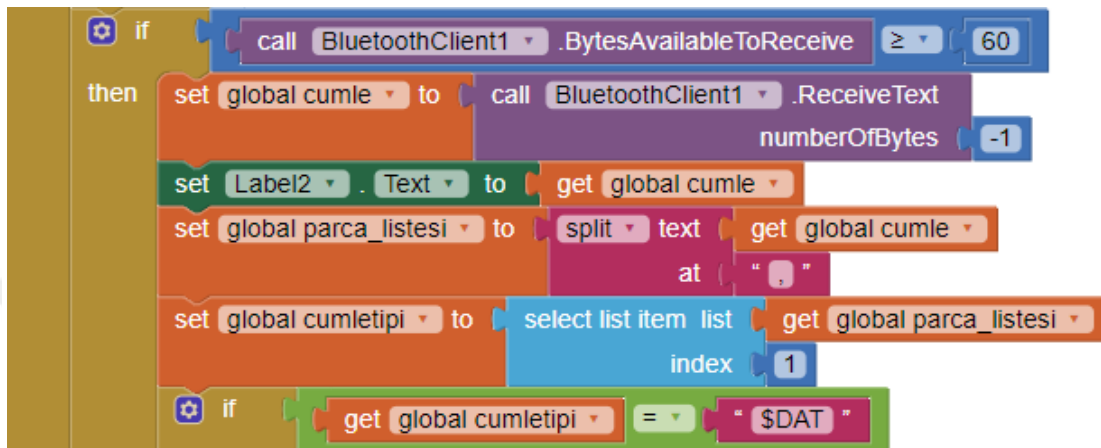 if call BluetoothClient1 .BytesAvailableToReceive ≥ 60
then set global cumle to call BluetoothClient1 .ReceiveText
numberOfBytes -1
set Label2 . Text to get global cumle
set global parca_listesi to split text get global cumle
at " , "
set global cumletipi to select list item list get global parca_listesi
index 1
if get global cumletipi = " $DAT "